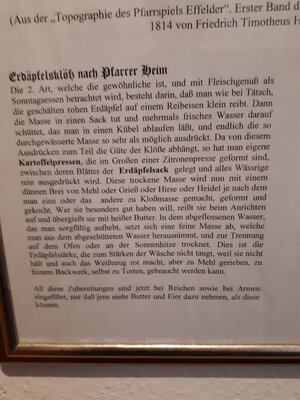 (Aus der „Topographie des Pfarrspiels Effelder“. Erster Band d
1814 von Friedrich Timotheus H
Erdäpfelsklöß nach Pfarrer Heim
Die 2. Art, welche die gewöhnliche ist, und mit Fleischgenuß als
Sonntagsessen betrachtet wird, besteht darin, daß man wie bei Tätsch,
die geschälten rohen Erdäpfel auf einem Reibeisen klein reibt. Dann
die Masse in einen Sack tut und mehrmals frisches Wasser darauf
schüttet, das man in einen Kübel ablaufen läßt, und endlich die so
durchgewässerte Masse so sehr als möglich ausdrückt. Da von diesem
Ausdrücken zum Teil die Güte der Klöße abhängt, so hat man eigene
Kartoffelpressen, die im Großen einer Zitronenpresse geformt sind,
zwischen deren Blätter der Erdäpfelsack gelegt und alles Wässrige
rein ausgedrückt wird. Diese trockene Masse wird nun mit einem
dünnen Brei von Mehl oder Grieß oder Hirse oder Heidel je nach dem
man eine oder das andere zu Kloßmasse gemacht, geformt und
gekocht. Wer sie besonders gut haben will, reißt sie beim Anrichten
auf und übergießt sie mit heißer Butter. In dem abgeflossenen Wasser,
das man sorgfältig aufhebt, setzt sich eine feine Masse ab, welche
man aus dem abgeschütteten Wasser herausnimmt, und zur Trennung
auf dem Ofen oder an der Sonnenhitze trocknet. Dies ist die
Erdäpfelstärke, die zum Stärken der Wäsche nicht taugt, weil sie nicht
hält und auch das Weißzeug rot macht, aber zu Mehl gerieben, zu
feinem Backwerk, selbst zu Torten, gebraucht werden kann.
All diese Zubereitungen sind jetzt bei Reichen sowie bei Armen
eingeführt, nur daß jene mehr Butter und Eier dazu nehmen, als diese
können.